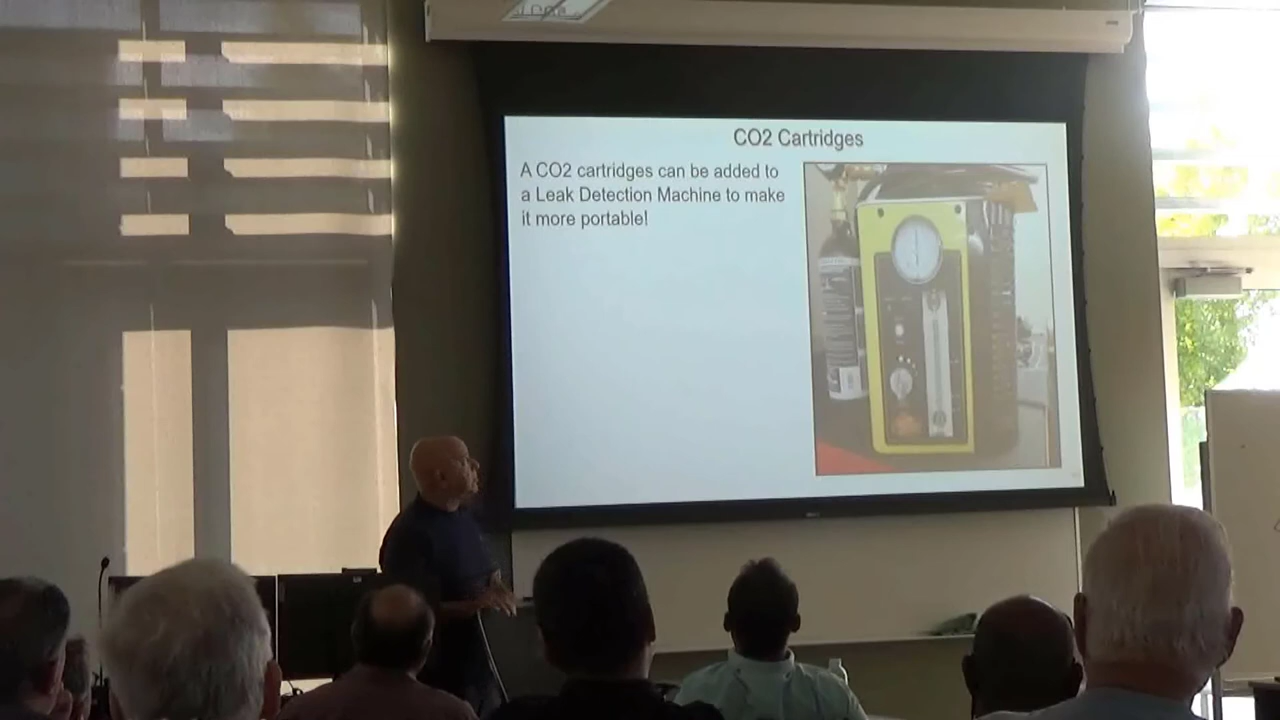 CO2 Cartridges
A CO2 cartridges can be added to
a Leak Detection Machine to make
it more portable!